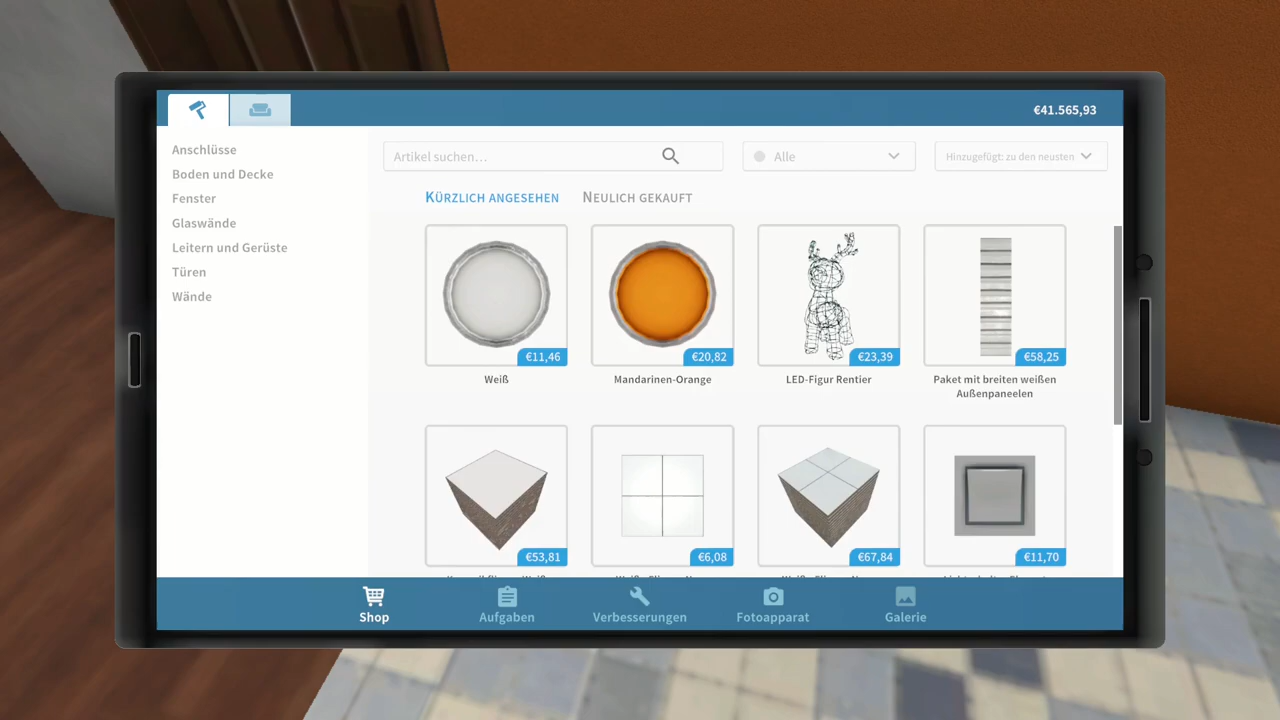 €41.565,93
Anschlüsse
Boden und Decke
Fenster
Glaswände
Leitern und Gerüste
Türen
Wände
Artikel suchen...
Alle
Hinzugefügt: zu den neusten
KÜRZLICH ANGESEHEN
NEULICH GEKAUFT
€11,46
€20,82
€23,39
€58,25
Weiß
Mandarinen-Orange
LED-Figur Rentier
Paket mit breiten weißen
Außenpaneelen
€53,81
€6,08
€67,84
€11,70
Shop
Aufgaben
Verbesserungen
Fotoapparat
Galerie